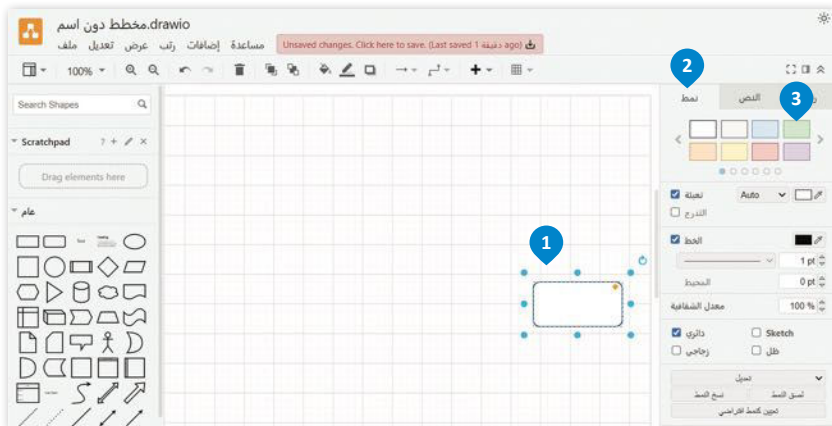 مخطط دون اسم.drawio
ملف تعديل عرض رتب إضافات مساعدة
Unsaved changes. Click here to save. (Last saved 1 دقيقة ago)
100%
2
3
1
Search Shapes
نمط
النص
Scratchpad
?
Drag elements here
عام
Text
Heading
تعبئة
Auto
التدرج
الخط
1 pt
المحيط
0 pt
معدل الشفافية
100 %
دائري
Sketch
زجاجي
ظل
تعديل
نسخ النمط
لصق النمط
تعيين كنمط افتراضي